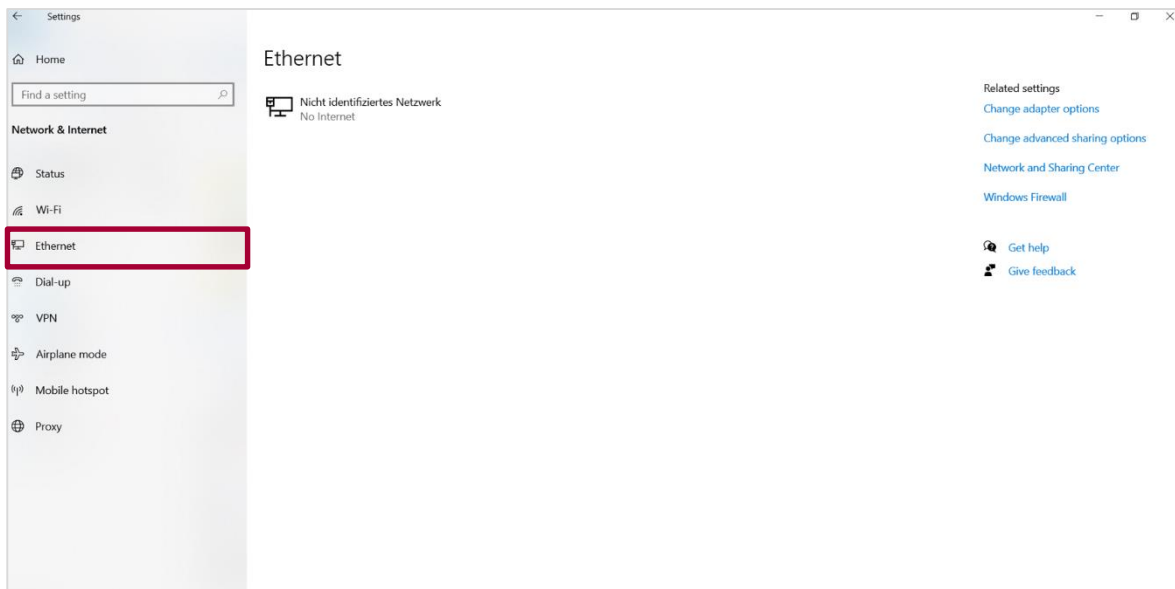 Settings
Home
Find a setting
Network & Internet
Status
Wi-Fi
Ethernet
Dial-up
VPN
Airplane mode
Mobile hotspot
Proxy
Ethernet
Nicht identifiziertes Netzwerk
No Internet
Related settings
Change adapter options
Change advanced sharing options
Network and Sharing Center
Windows Firewall
Get help
Give feedback